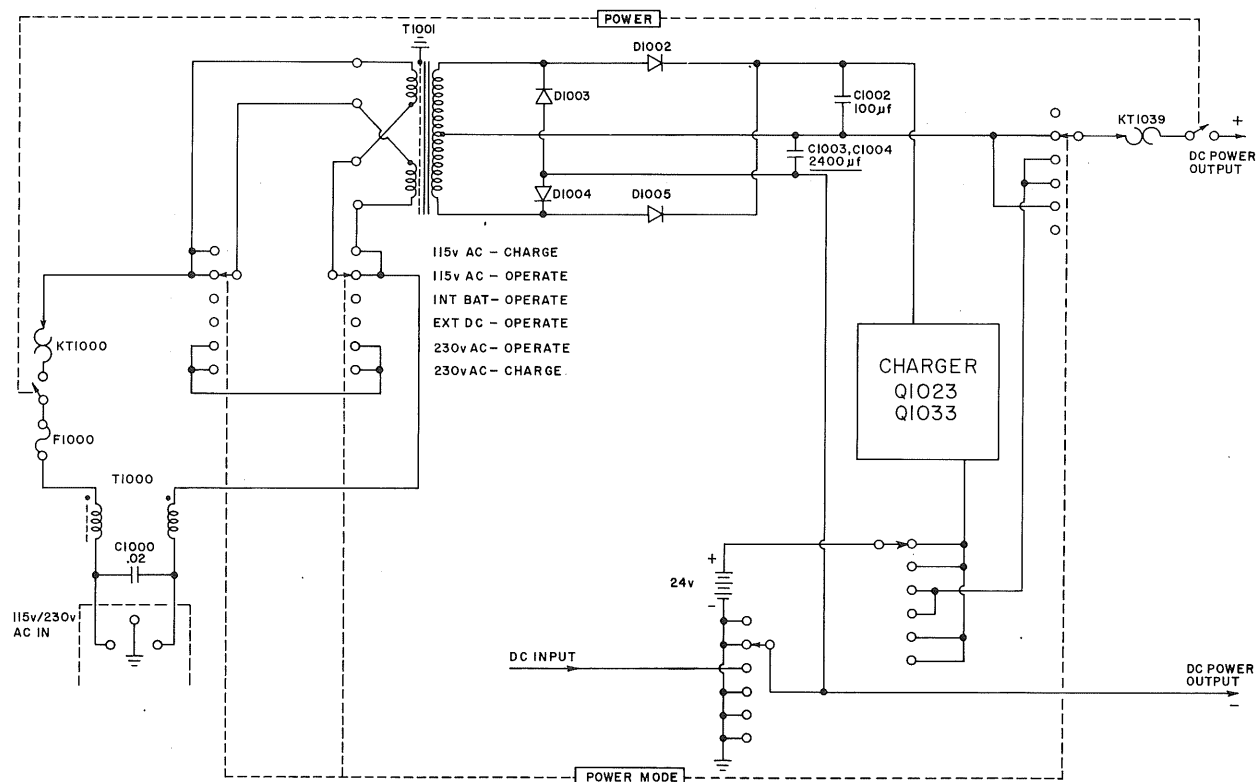 POWER
T1001
D1002
D1003
C1002
100µf
KT1039
+
DC POWER
OUTPUT
C1003,C1004
2400µf
D1004
D1005
115v AC – CHARGE
115v AC – OPERATE
INT BAT– OPERATE
EXT DC – OPERATE
230v AC– OPERATE
230v AC– CHARGE.
KT1000
F1000
CHARGER
Q1023
Q1033
T1000
C1000
.02
115v/230v
AC IN
+
24v
–
DC INPUT
DC POWER
OUTPUT
–
POWER MODE